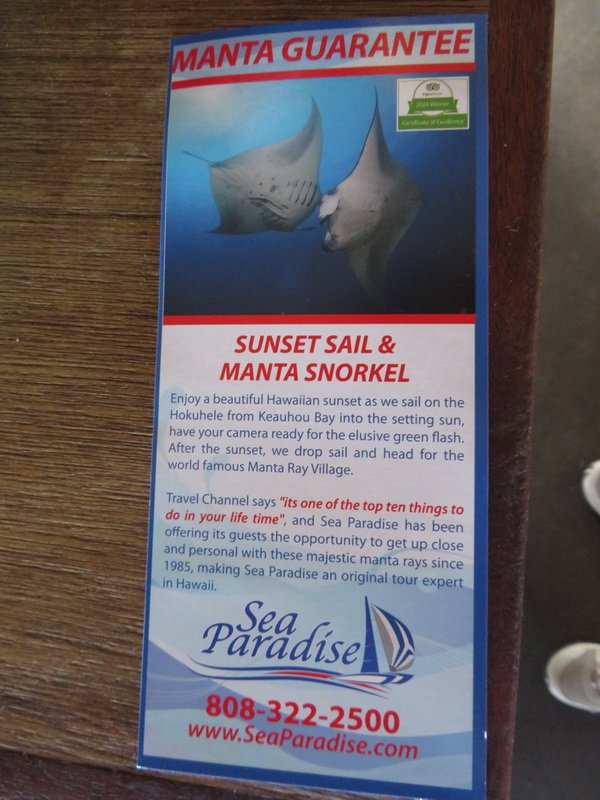 MANTA GUARANTEE
2014 Winner
Certificate of Excellence
SUNSET SAIL &
MANTA SNORKEL
Enjoy a beautiful Hawaiian sunset as we sail on the
Hokuhele from Keauhou Bay into the setting sun,
have your camera ready for the elusive green flash.
After the sunset, we drop sail and head for the
world famous Manta Ray Village.
Travel Channel says "its one of the top ten things to
do in your life time", and Sea Paradise has been
offering its guests the opportunity to get up close
and personal with these majestic manta rays since
1985, making Sea Paradise an original tour expert
in Hawaii.
Sea
Paradise
808-322-2500
www.SeaParadise.com